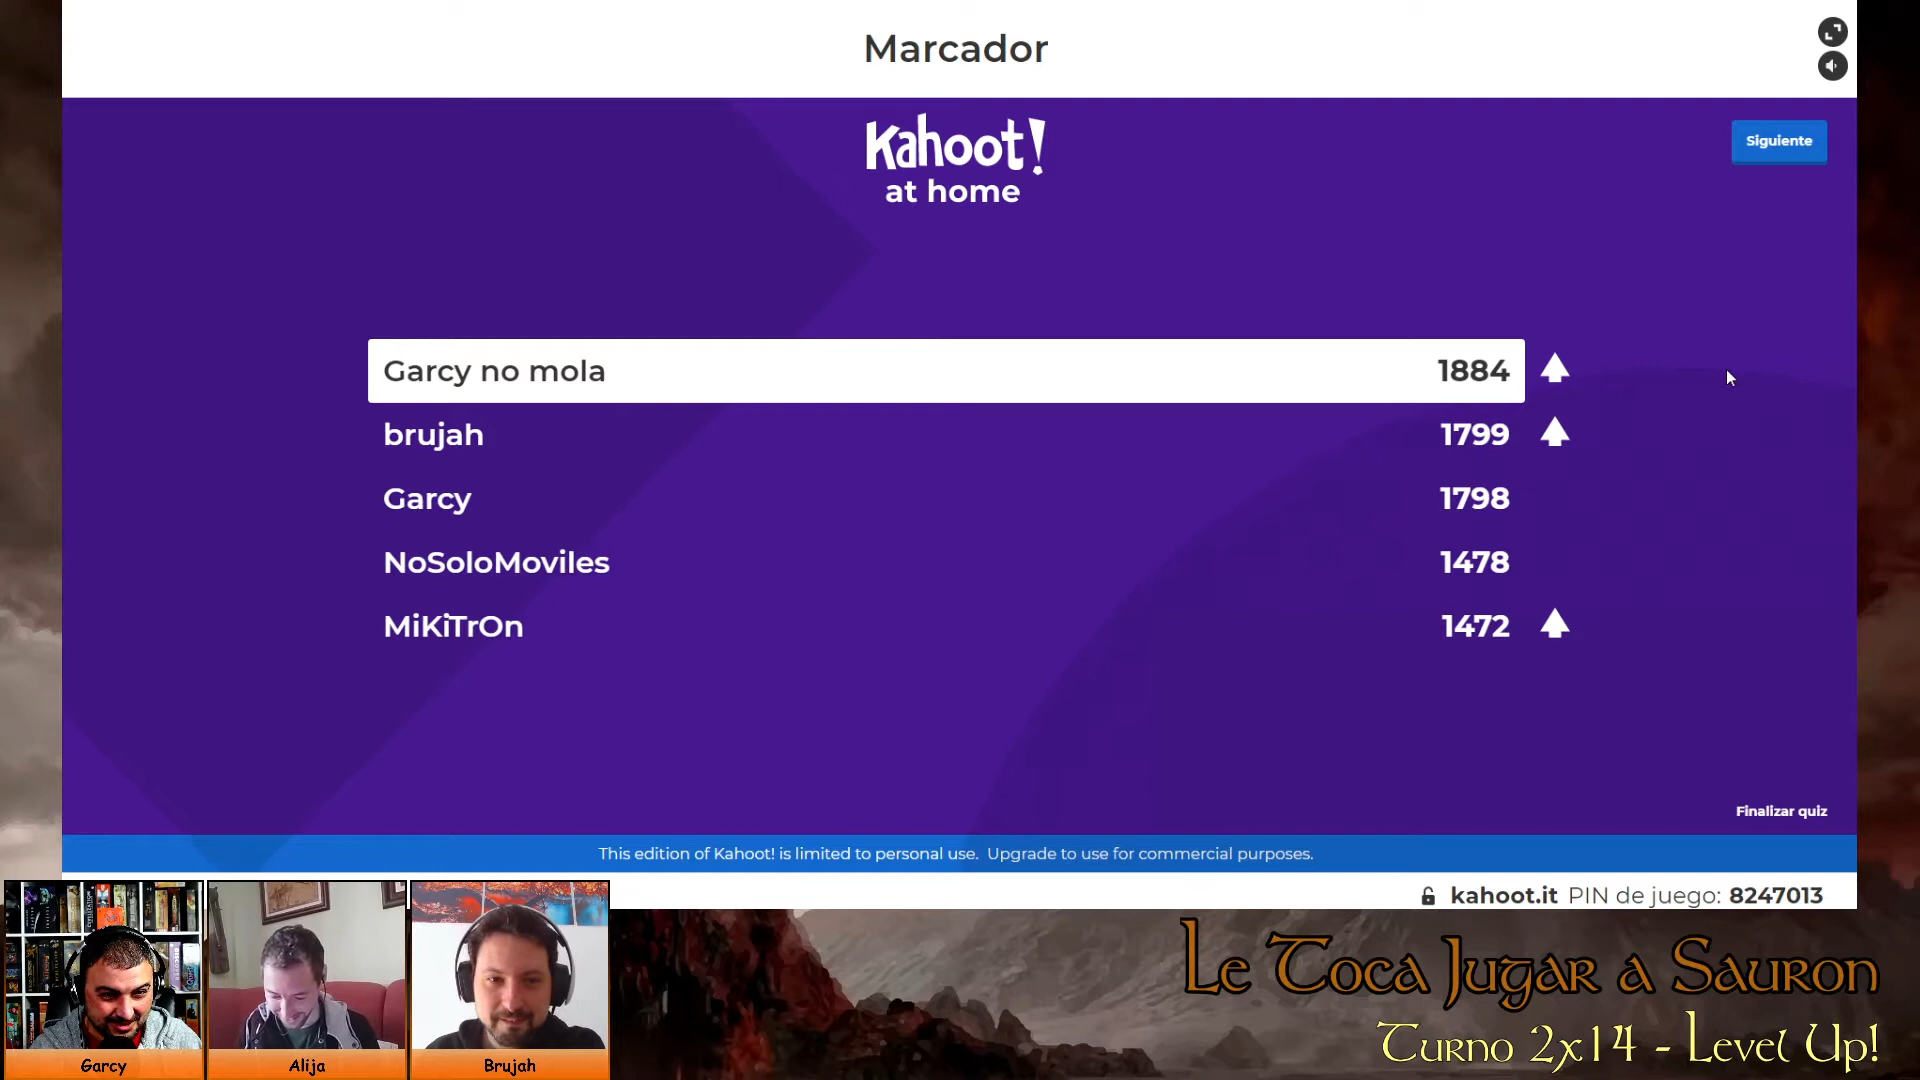 Marcador
Kahoot!
at home
Siguiente
Garcy no mola 1884
brujah 1799
Garcy 1798
NoSoloMoviles 1478
MiKiTrOn 1472
Finalizar quiz
This edition of Kahoot! is limited to personal use. Upgrade to use for commercial purposes.
kahoot.it PIN de juego: 8247013
Le Toca Jugar a Sauron
Turno 2x14 - Level Up!
Garcy
Alija
Brujah